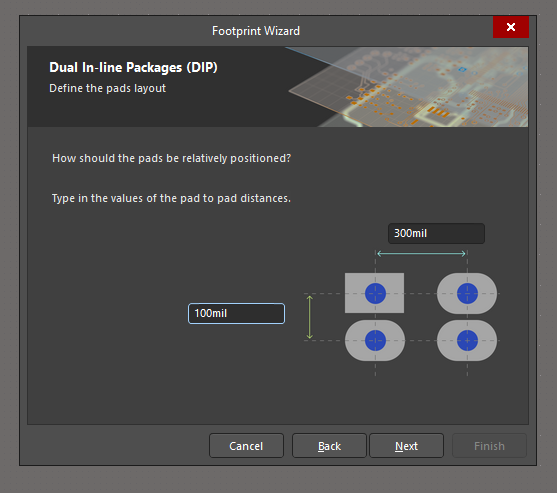 Footprint Wizard
Dual In-line Packages (DIP)
Define the pads layout
How should the pads be relatively positioned?
Type in the values of the pad to pad distances.
300mil
100mil
Cancel
Back
Next
Finish